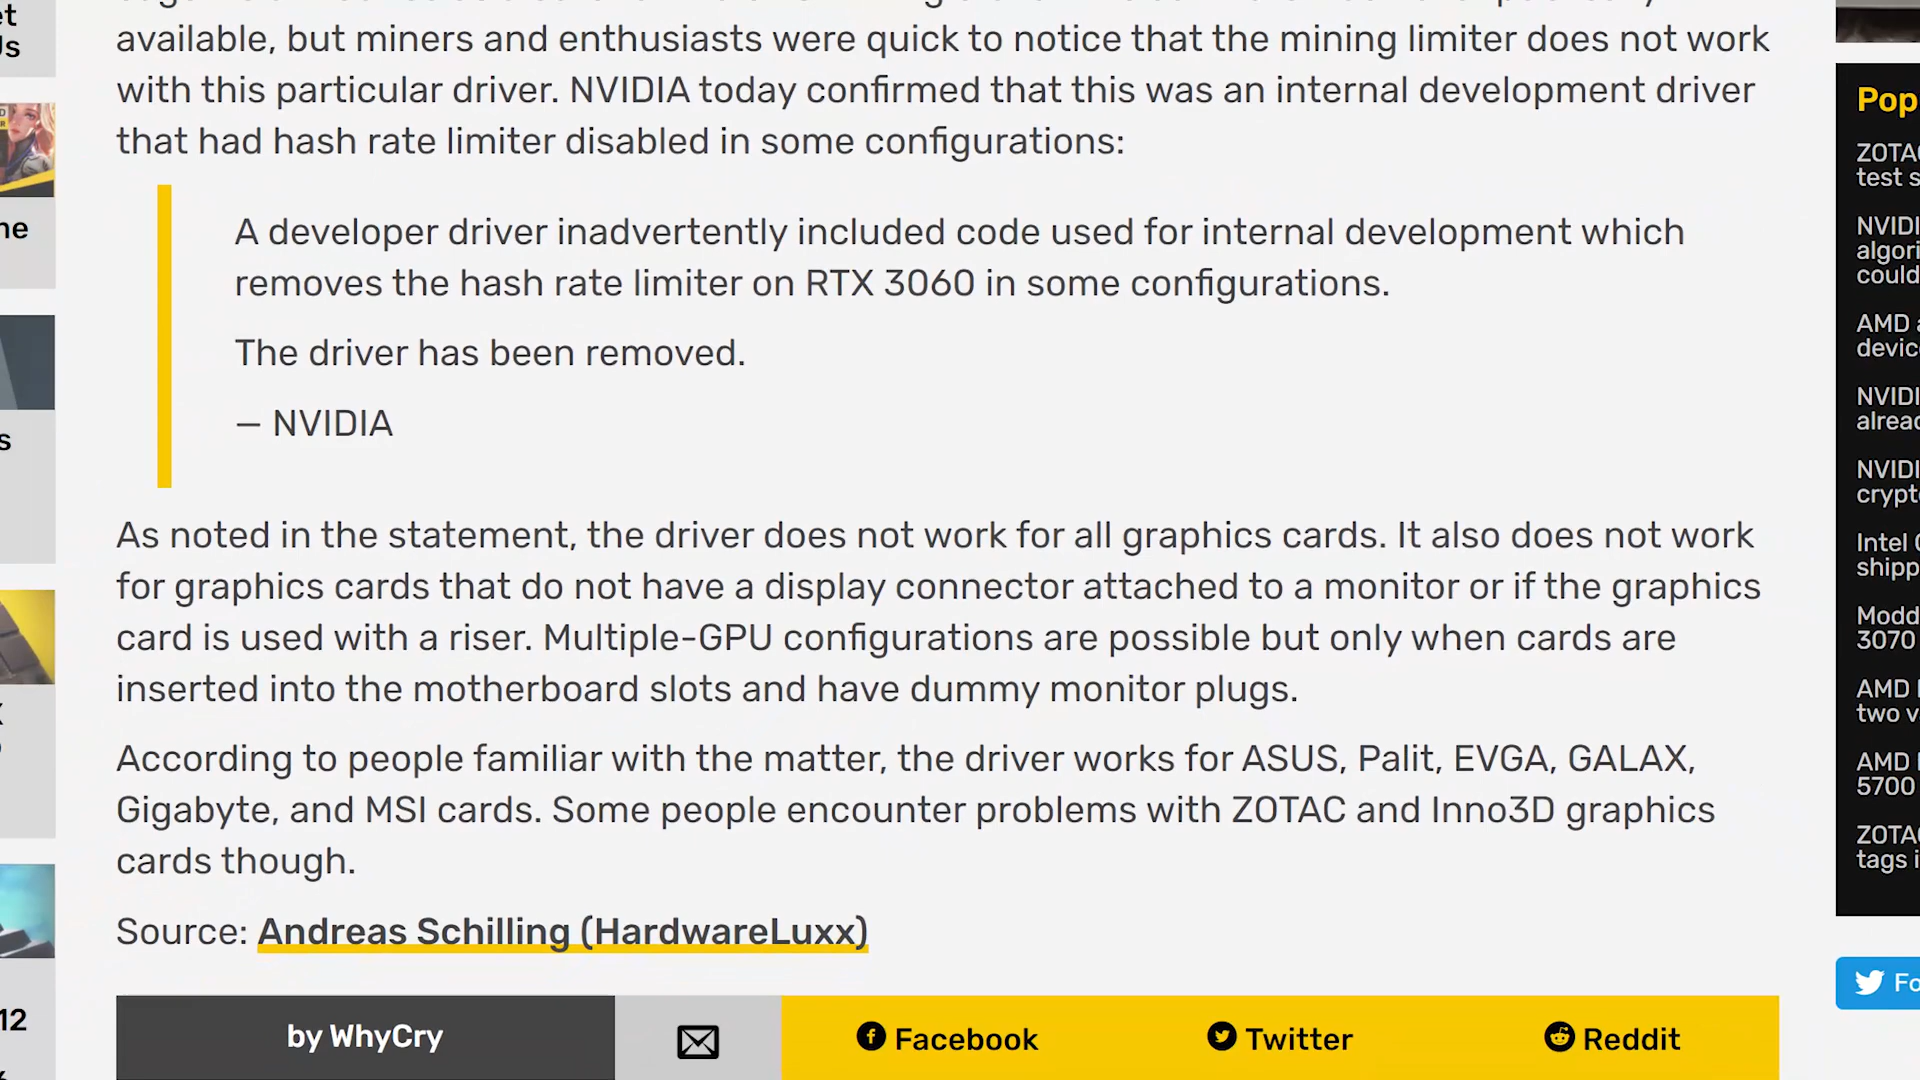 available, but miners and enthusiasts were quick to notice that the mining limiter does not work
with this particular driver. NVIDIA today confirmed that this was an internal development driver
that had hash rate limiter disabled in some configurations:
A developer driver inadvertently included code used for internal development which
removes the hash rate limiter on RTX 3060 in some configurations.
The driver has been removed.
— NVIDIA
As noted in the statement, the driver does not work for all graphics cards. It also does not work
for graphics cards that do not have a display connector attached to a monitor or if the graphics
card is used with a riser. Multiple-GPU configurations are possible but only when cards are
inserted into the motherboard slots and have dummy monitor plugs.
According to people familiar with the matter, the driver works for ASUS, Palit, EVGA, GALAX,
Gigabyte, and MSI cards. Some people encounter problems with ZOTAC and Inno3D graphics
cards though.
Source: Andreas Schilling (HardwareLuxx)
by WhyCry
Facebook
Twitter
Reddit
12
Pop
ZOTAC
test s
NVIDI
algori
could
AMD a
device
NVIDI
alread
NVIDI
crypto
Intel
shipp
Modd
3070
AMD
two v
AMD
5700
ZOTAC
tags i
Fo